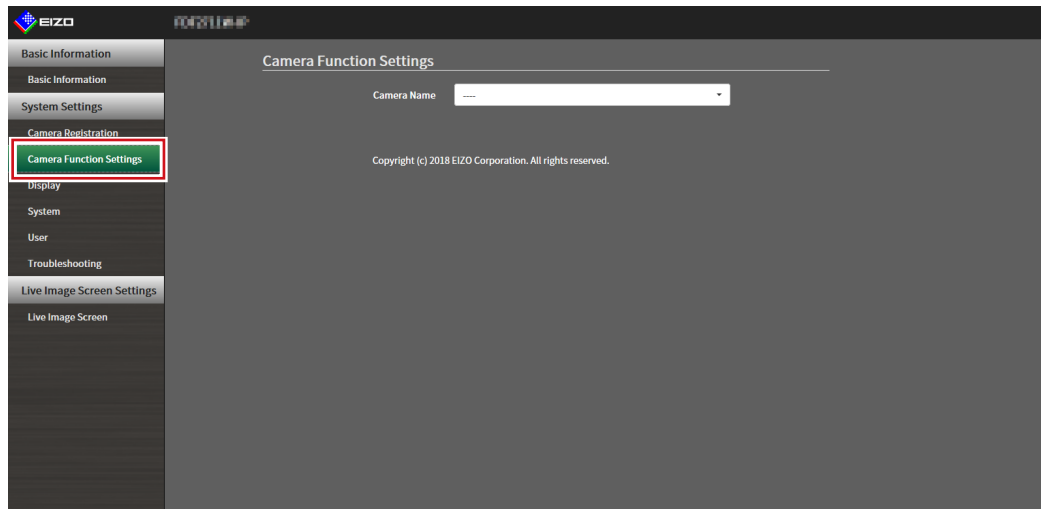 EIZO
Basic Information
Basic Information
System Settings
Camera Registration
Camera Function Settings
Display
System
User
Troubleshooting
Live Image Screen Settings
Live Image Screen
Camera Function Settings
Camera Name ----
Copyright (c) 2018 EIZO Corporation. All rights reserved.